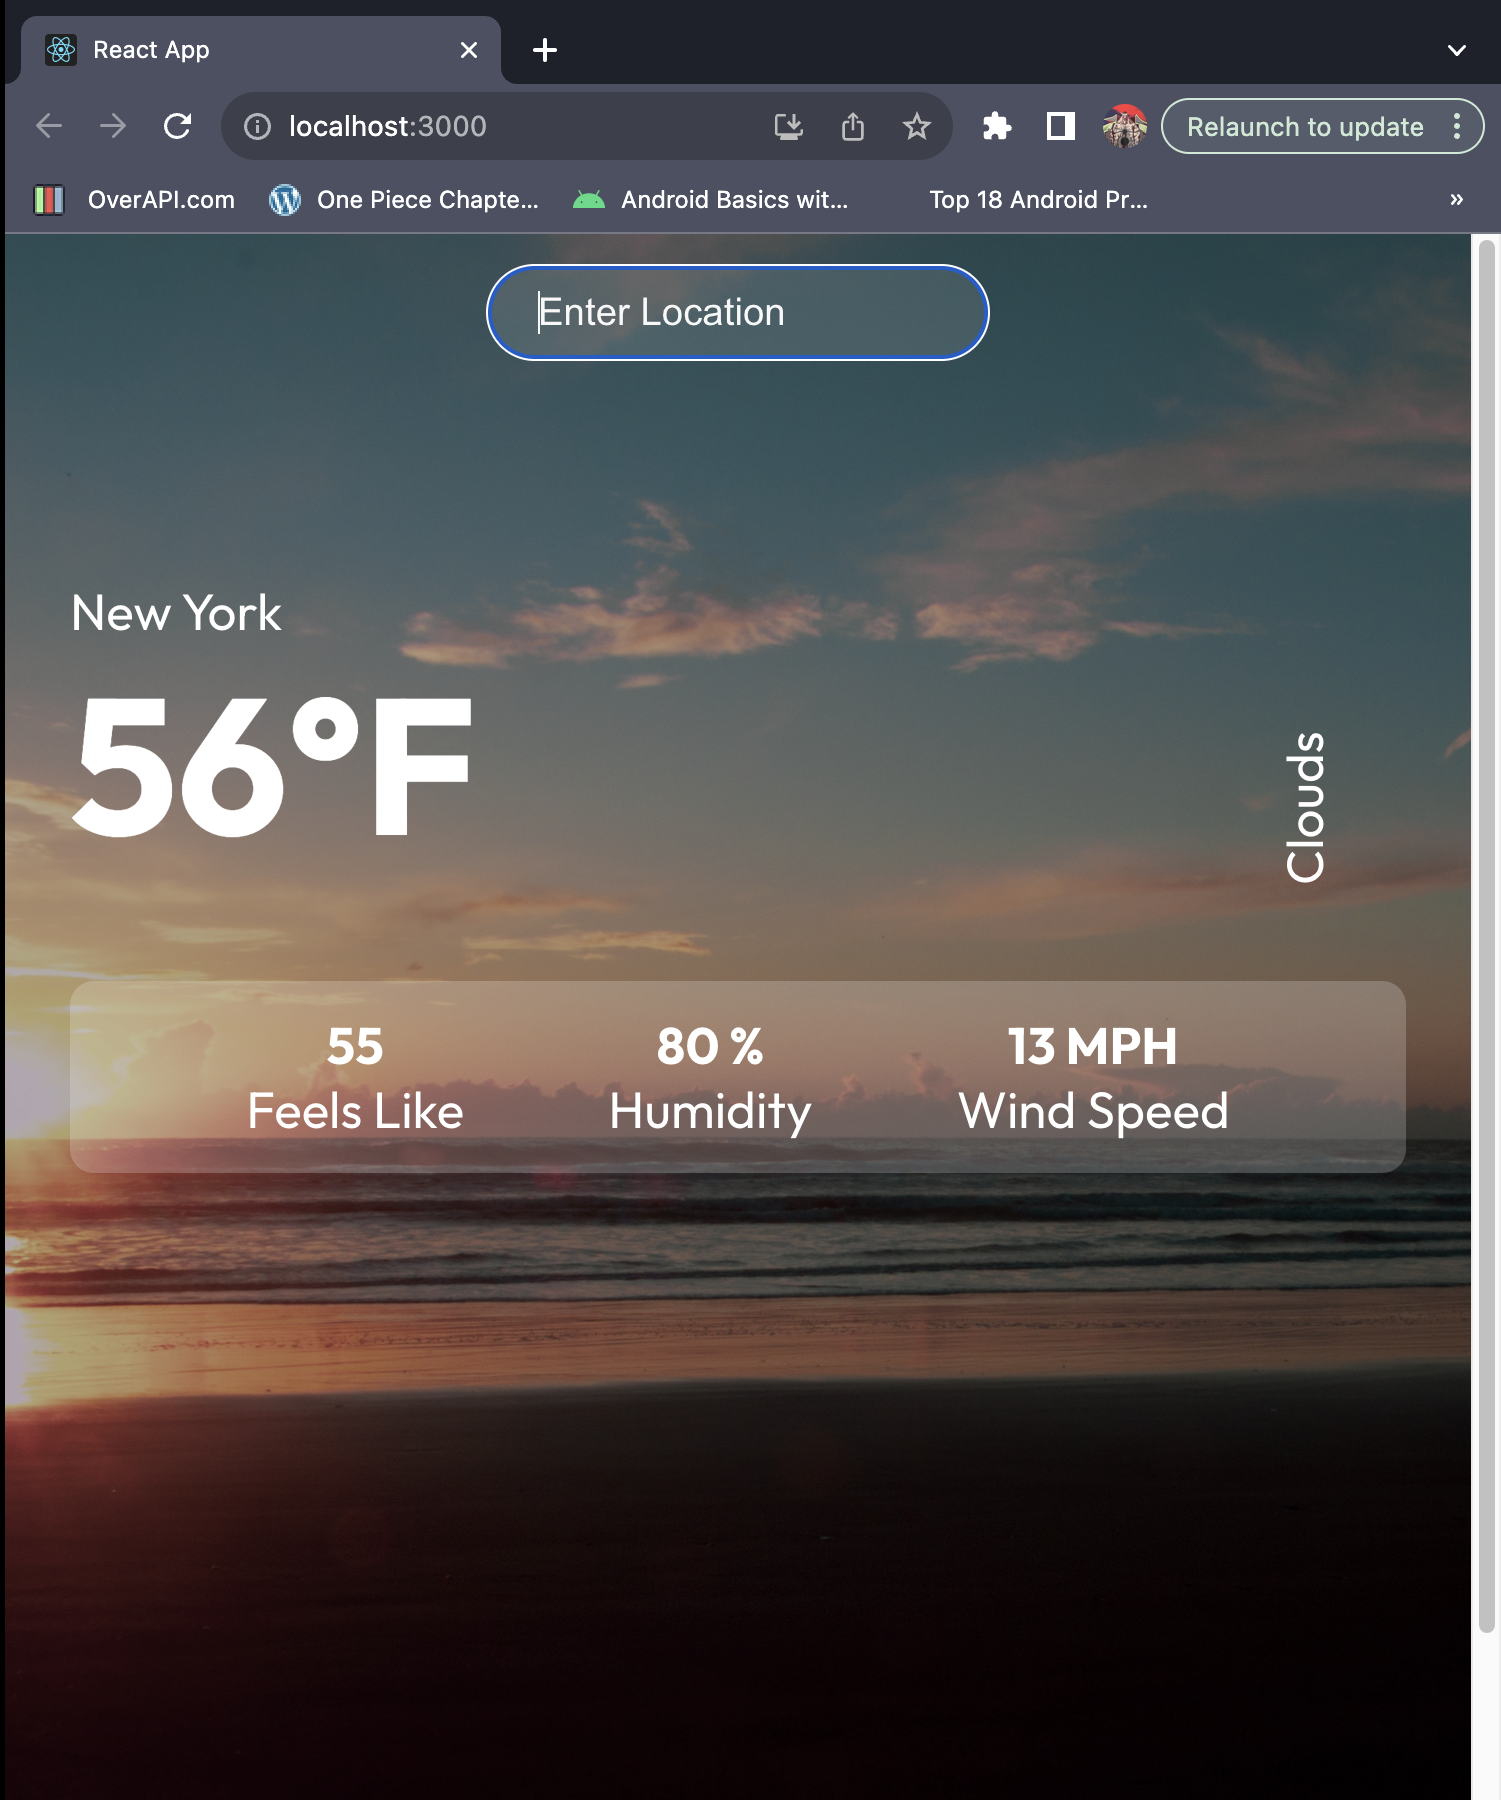 React App
localhost:3000
Relaunch to update
OverAPI.com
One Piece Chapte...
Android Basics wit...
Top 18 Android Pr...
»
Enter Location
New York
56°F
Clouds
55
Feels Like
80 %
Humidity
13 MPH
Wind Speed